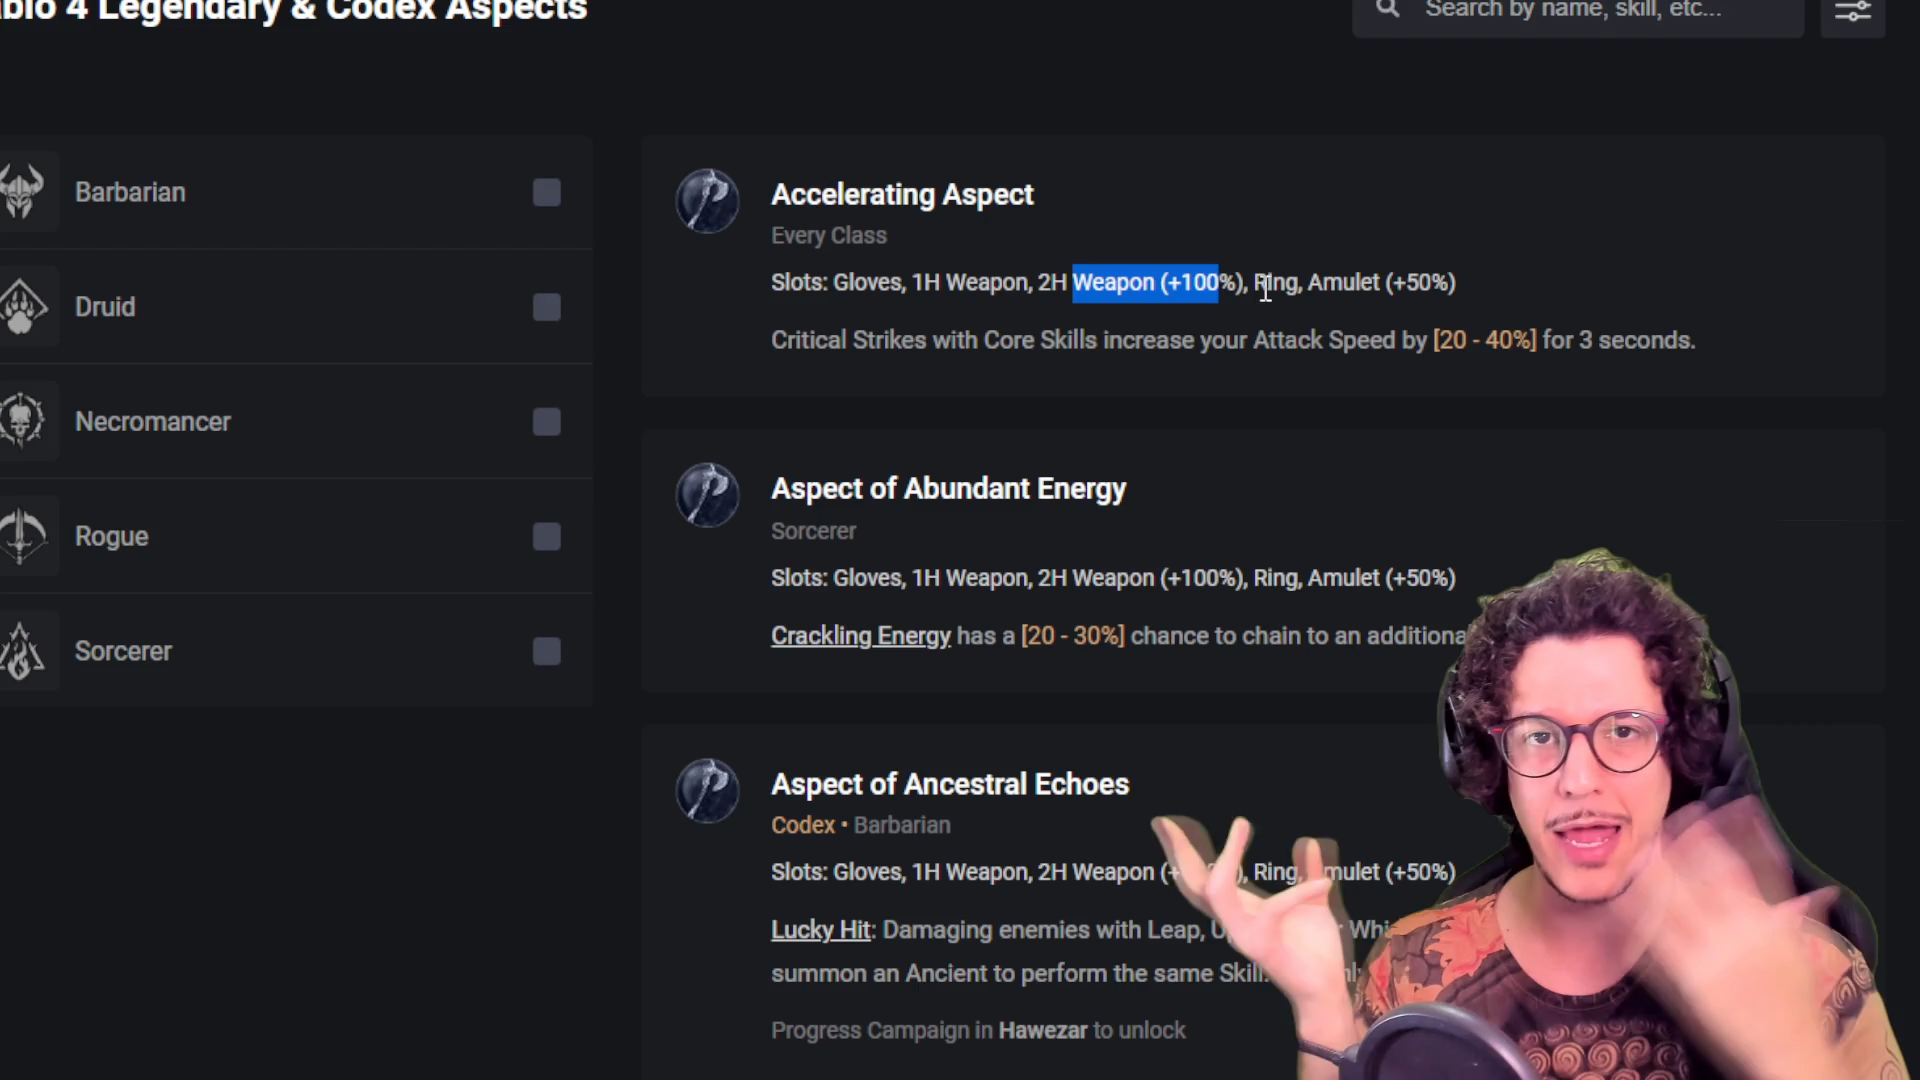 ablo 4 Legendary & Codex Aspects
Search by name, skill, etc...
Barbarian
Druid
Necromancer
Rogue
Sorcerer
Accelerating Aspect
Every Class
Slots: Gloves, 1H Weapon, 2H Weapon (+100%), Ring, Amulet (+50%)
Critical Strikes with Core Skills increase your Attack Speed by [20 - 40%] for 3 seconds.
Aspect of Abundant Energy
Sorcerer
Slots: Gloves, 1H Weapon, 2H Weapon (+100%), Ring, Amulet (+50%)
Crackling Energy has a [20 - 30%] chance to chain to an additiona
Aspect of Ancestral Echoes
Codex • Barbarian
Slots: Gloves, 1H Weapon, 2H Weapon (+ ), Ring, Amulet (+50%)
Lucky Hit: Damaging enemies with Leap,
summon an Ancient to perform the same Skill.
Progress Campaign in Hawezar to unlock